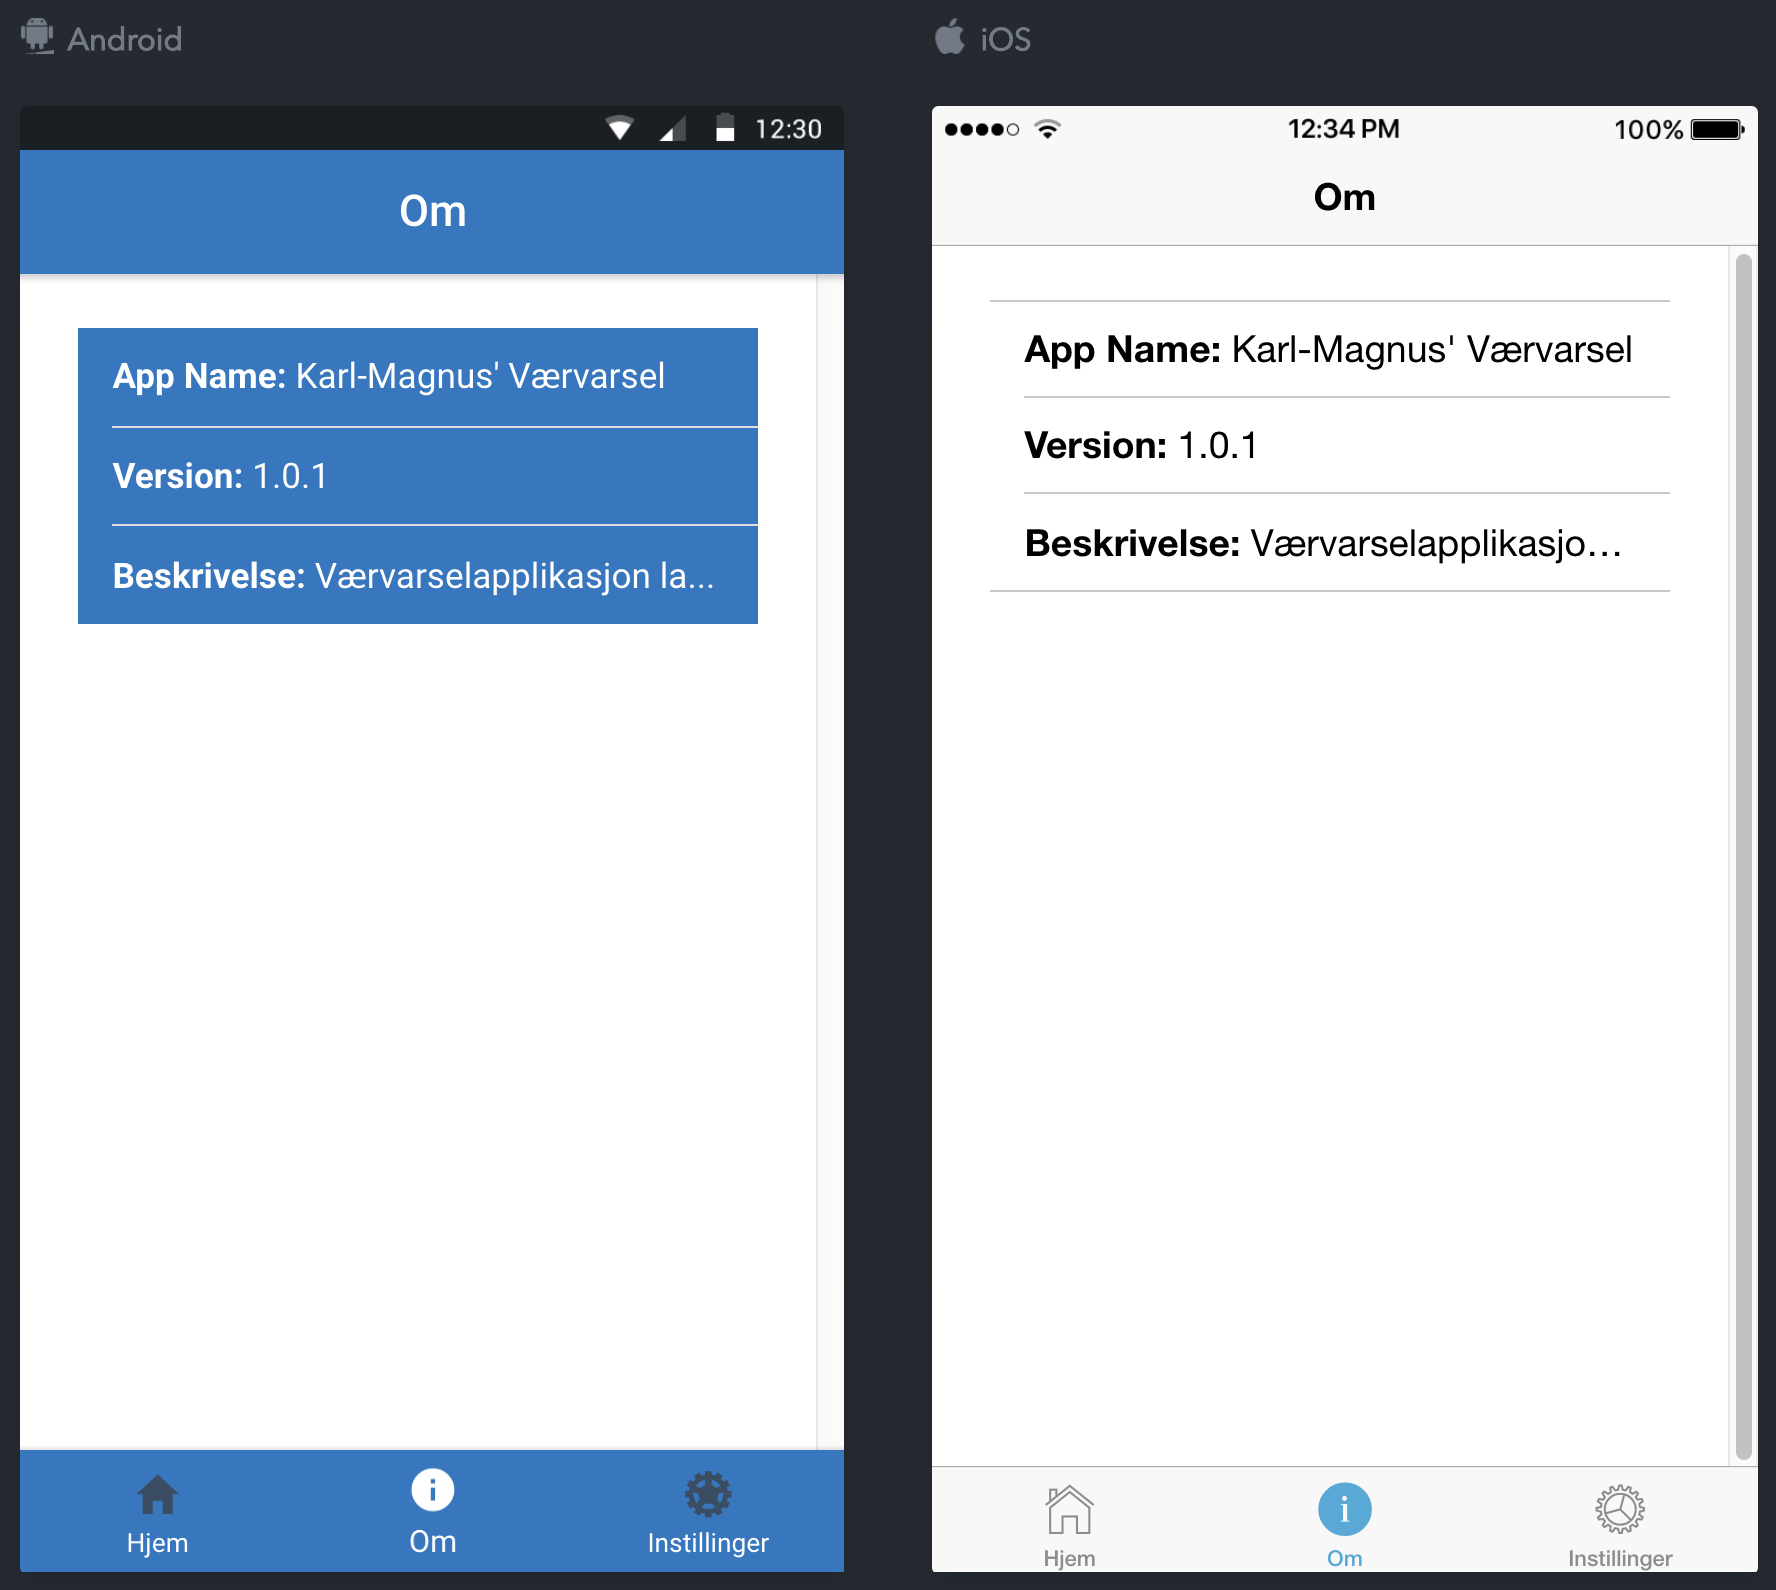 Android
12:30
Om
App Name: Karl-Magnus' Værvarsel
Version: 1.0.1
Beskrivelse: Værvarselapplikasjon la...
Hjem
Om
Instillinger
iOS
12:34 PM
100%
Om
App Name: Karl-Magnus' Værvarsel
Version: 1.0.1
Beskrivelse: Værvarselapplikasjo...
Hjem
Om
Instillinger